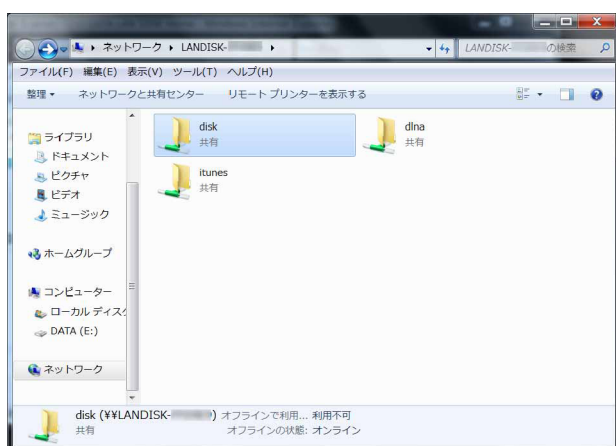 ネットワーク ▸ LANDISK-
LANDISK- の検索
ファイル(F) 編集(E) 表示(V) ツール(T) ヘルプ(H)
整理 ネットワークと共有センター リモート プリンターを表示する
ライブラリ
ドキュメント
ピクチャ
ビデオ
ミュージック
ホームグループ
コンピューター
ローカル ディスク
DATA (E:)
ネットワーク
disk
共有
dlna
共有
itunes
共有
disk (¥¥LANDISK- ) オフラインで利用... 利用不可
共有 オフラインの状態: オンライン